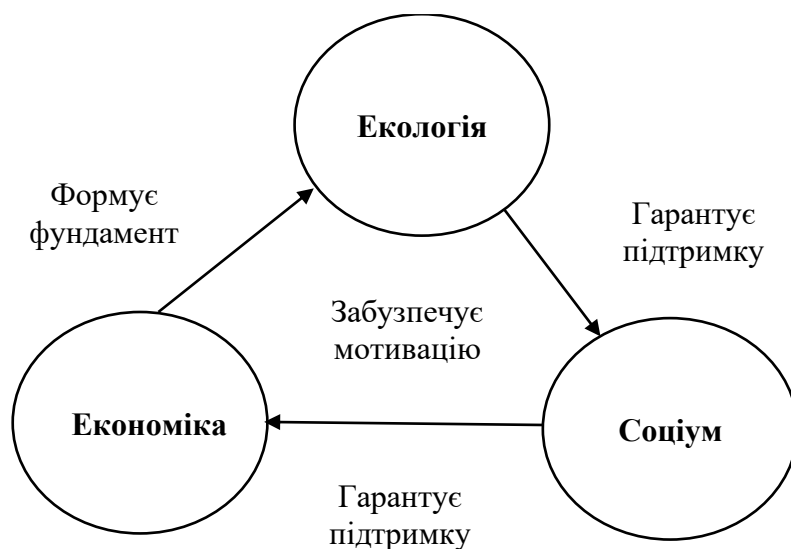 Екологія
Формує
фундамент
Гарантує
підтримку
Забузпечує
мотивацію
Економіка
Соціум
Гарантує
підтримку